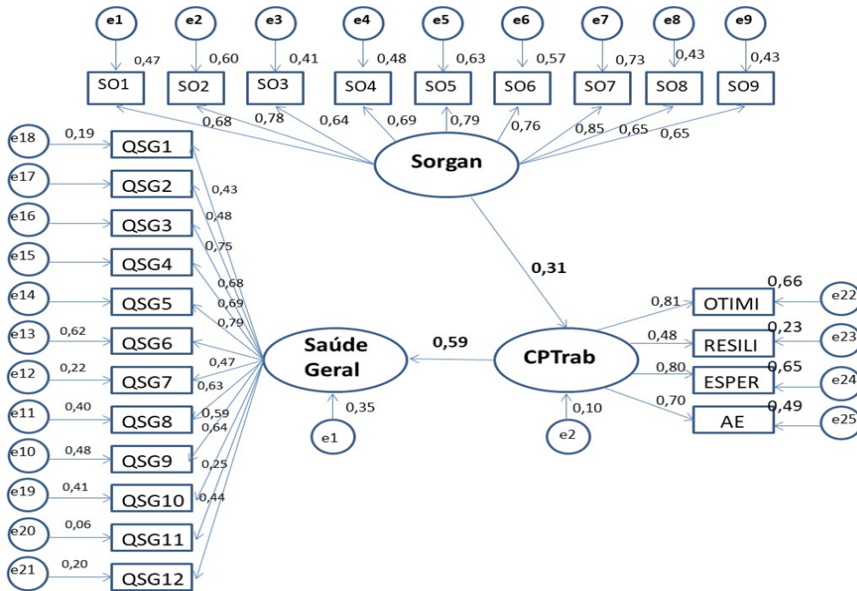 e1 e2 e3 e4 e5 e6 e7 e8 e9
0,47 0,60 0,41 0,48 0,63 0,57 0,73 0,43 0,43
SO1 SO2 SO3 SO4 SO5 SO6 SO7 SO8 SO9
0,68 0,78 0,64 0,69 0,79 0,76 0,85 0,65 0,65
Sorgan
e18 0,19 QSG1
e17 QSG2
e16 QSG3
e15 QSG4
e14 QSG5
e13 0,62 QSG6
e12 0,22 QSG7
e11 0,40 QSG8
e10 0,48 QSG9
e19 0,41 QSG10
e20 0,06 QSG11
e21 0,20 QSG12
0,43
0,48
0,75
0,68
0,69
0,79
0,47
0,63
0,59
0,64
0,25
0,44
Saúde
Geral
0,35
e1
0,59
0,31
CPTrab
0,10
e2
0,81 OTIMI 0,66 e22
0,48 RESILI 0,23 e23
0,80 ESPER 0,65 e24
0,70 AE 0,49 e25